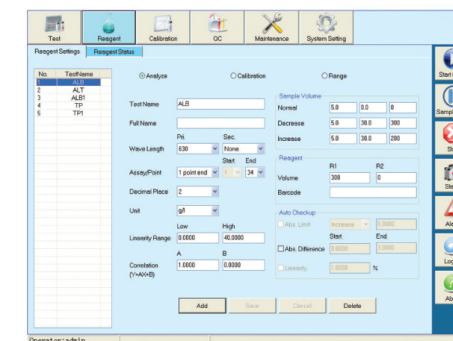 Test Reagent Calibration QC Maintenance System Setting
Reagent Settings Reagent Status
No. TestName
1 ALB
2 ALT
3 ALB1
4 TP
5 TP1
Analyze Calibration Range
Test Name ALB
Full Name
Pri. Sec.
Wave Length 630 None
Start End
Assay/Point 1 point end 1 34
Decimal Place 2
Unit g/l
Low High
Linearity Range 0.0000 40.0000
A B
Correlation 1.0000 0.0000
(Y=AX+B)
Sample Volume
Normal 5.0 0.0 0
Decrease 5.0 30.0 300
Increase 5.0 30.0 200
Reagent
R1 R2
Volume 300 0
Barcode
Auto Checkup
Abs. Limit Increase 0.0000
Start End
Abs. Difference
Linearity %
Add Save Cancel Delete
Operator:admin